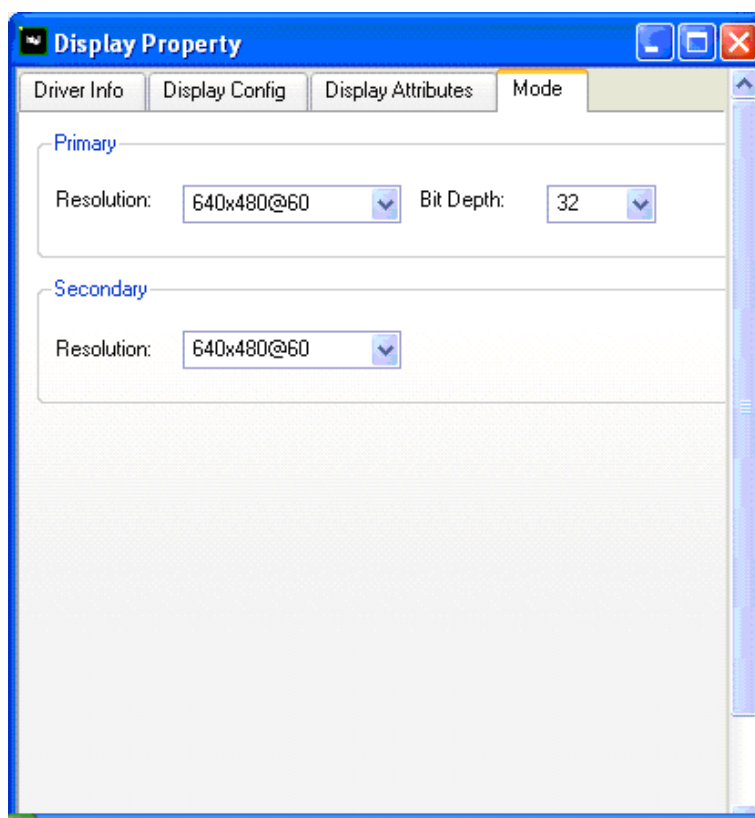 Display Property
Driver Info Display Config Display Attributes Mode
Primary
Resolution: 640x480@60 Bit Depth: 32
Secondary
Resolution: 640x480@60